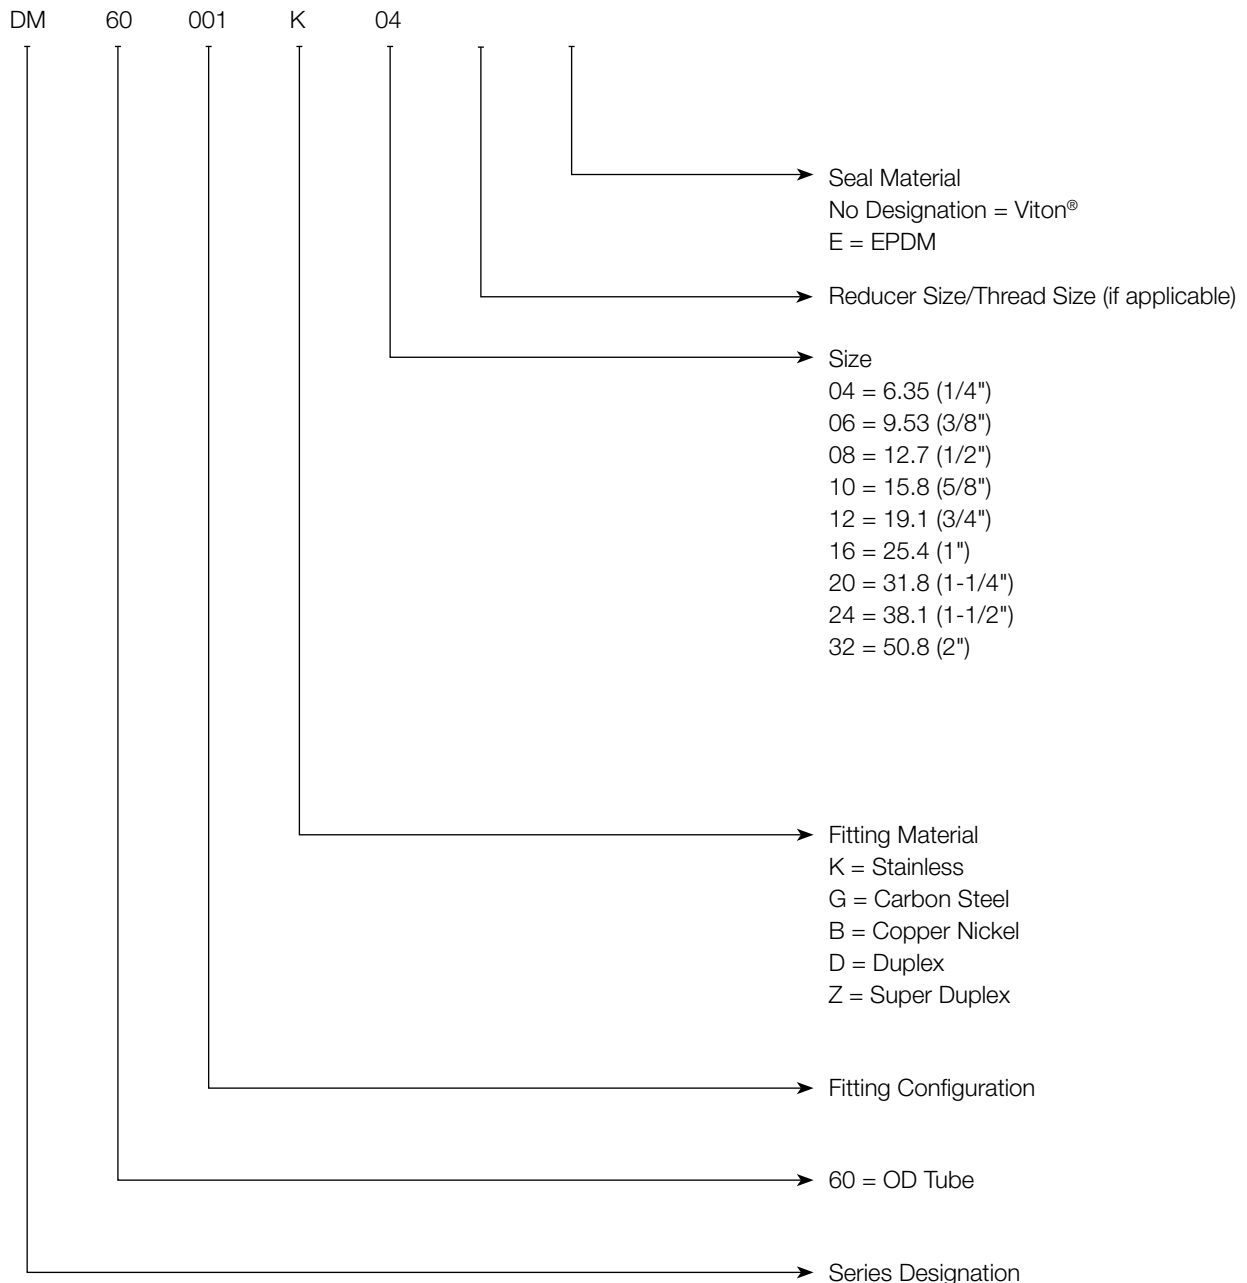 DM 60 001 K 04
Seal Material
No Designation = Viton®
E = EPDM
Reducer Size/Thread Size (if applicable)
Size
04 = 6.35 (1/4")
06 = 9.53 (3/8")
08 = 12.7 (1/2")
10 = 15.8 (5/8")
12 = 19.1 (3/4")
16 = 25.4 (1")
20 = 31.8 (1-1/4")
24 = 38.1 (1-1/2")
32 = 50.8 (2")
Fitting Material
K = Stainless
G = Carbon Steel
B = Copper Nickel
D = Duplex
Z = Super Duplex
Fitting Configuration
60 = OD Tube
Series Designation